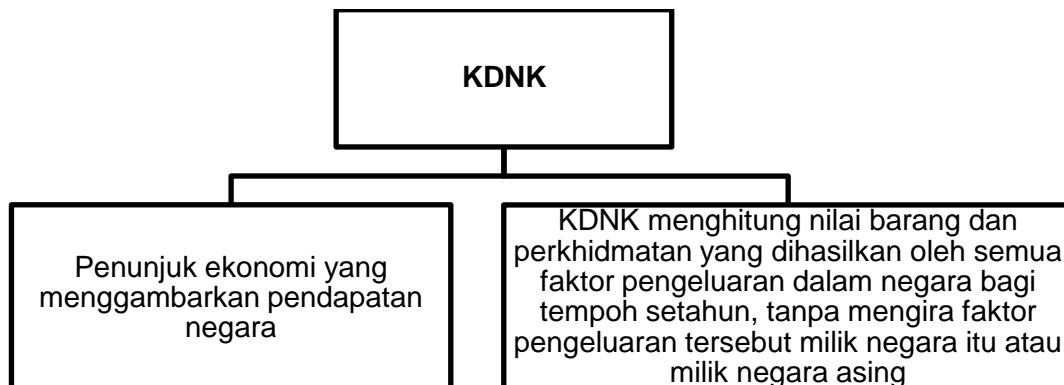 KDNK
Penunjuk ekonomi yang
menggambarkan pendapatan
negara
KDNK menghitung nilai barang dan
perkhidmatan yang dihasilkan oleh semua
faktor pengeluaran dalam negara bagi
tempoh setahun, tanpa mengira faktor
pengeluaran tersebut milik negara itu atau
milik negara asing